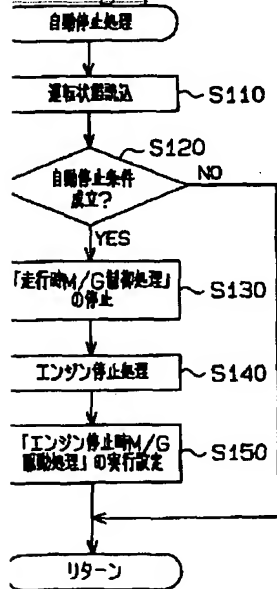 自動停止処理
運転状態読込
S110
S120
自動停止条件
成立?
NO
YES
「走行時M/G制御処理」
の停止
S130
エンジン停止処理
S140
「エンジン停止時M/G
駆動処理」の実行設定
S150
リターン